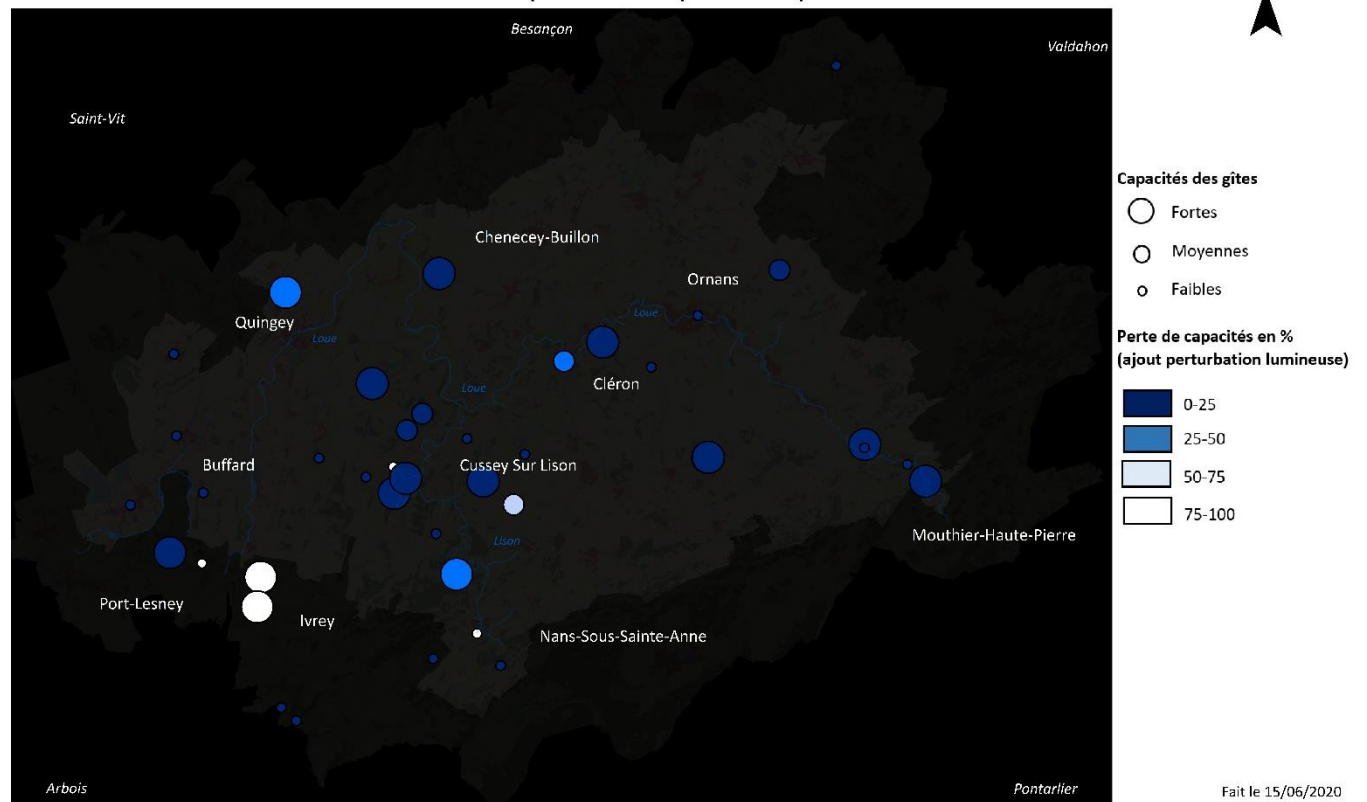 Besançon
Valdahon
Saint-Vit
Chenecey-Buillon
Ornans
Quingey
Loue
Loue
Loue
Cléron
Buffard
Cussey Sur Lison
Lison
Mouthier-Haute-Pierre
Port-Lesney
Ivrey
Nans-Sous-Sainte-Anne
Arbois
Pontarlier
Capacités des gîtes
Fortes
Moyennes
Faibles
Perte de capacités en %
(ajout perturbation lumineuse)
0-25
25-50
50-75
75-100
Fait le 15/06/2020